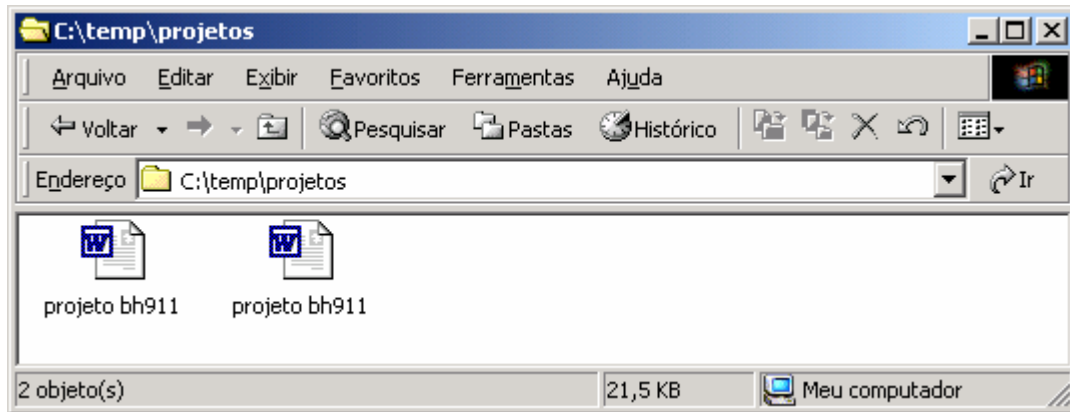 C:\temp\projetos
Arquivo Editar Exibir Favoritos Ferramentas Ajuda
Voltar Pesquisar Pastas Histórico
Endereço C:\temp\projetos Ir
projeto bh911 projeto bh911
2 objeto(s) 21,5 KB Meu computador